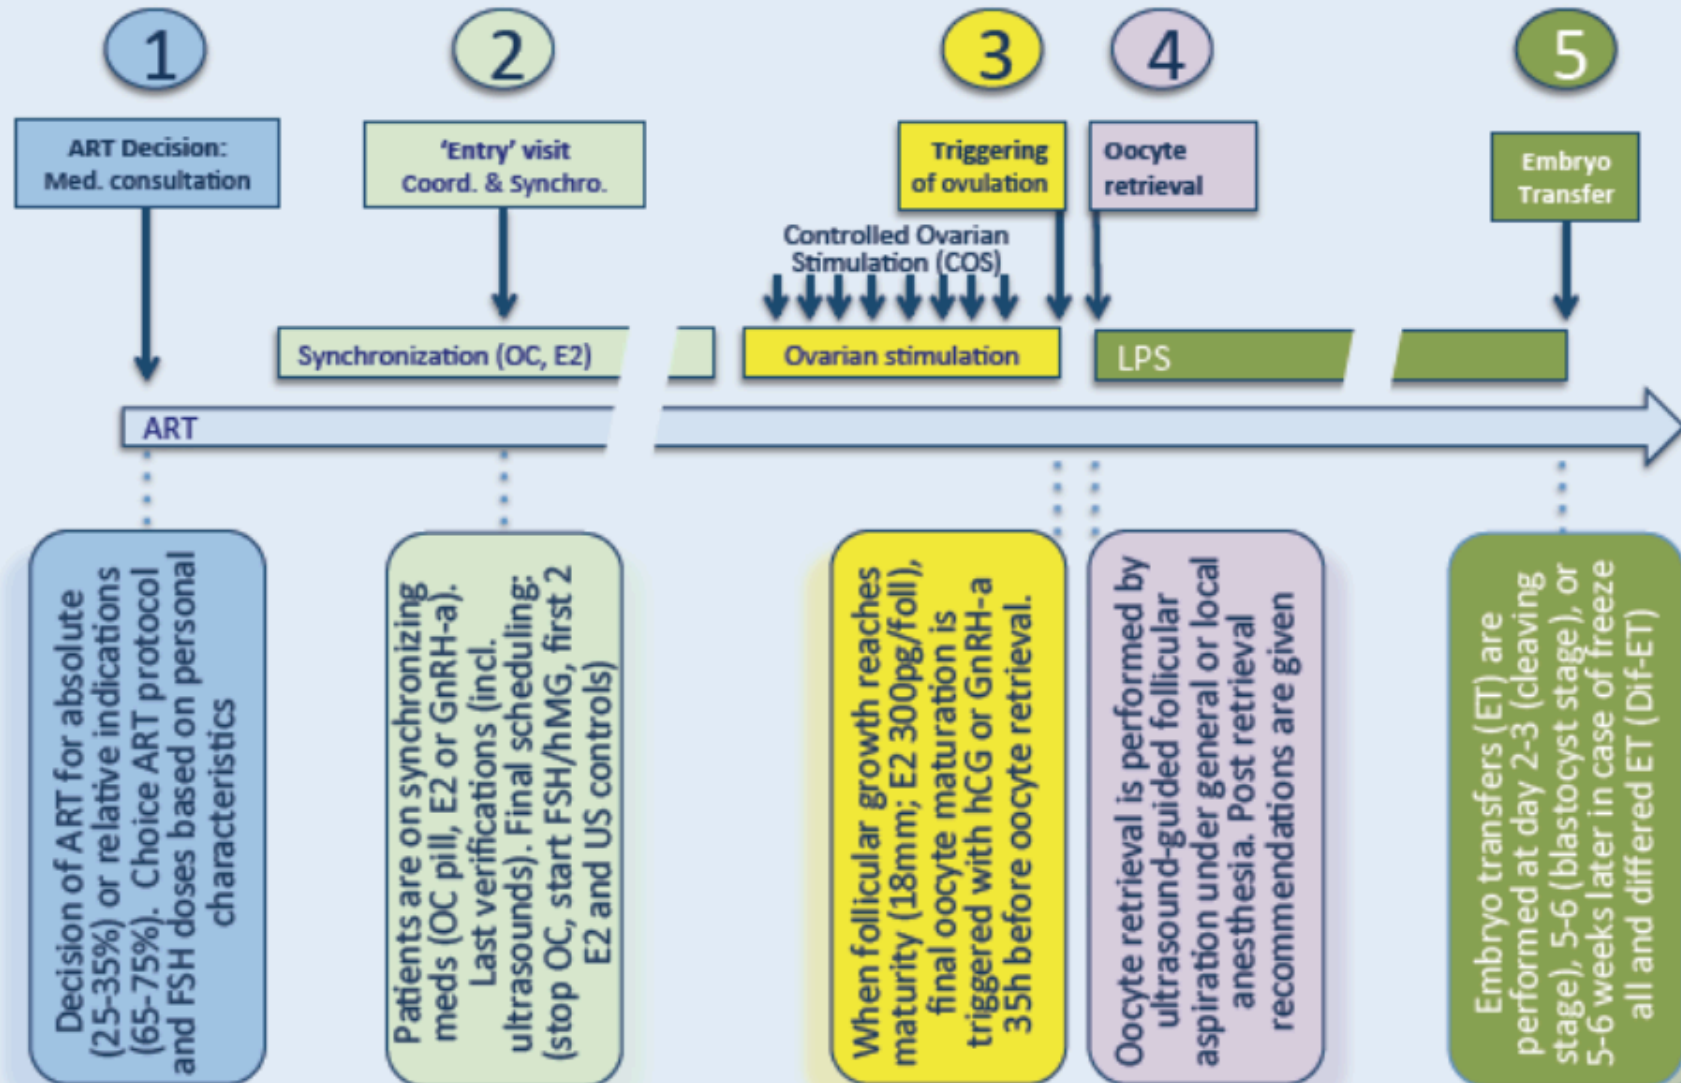 1
2
3
4
5
ART Decision:
Med. consultation
‘Entry’ visit
Coord. & Synchro.
Triggering
of ovulation
Oocyte
retrieval
Embryo
Transfer
Controlled Ovarian
Stimulation (COS)
Synchronization (OC, E2)
Ovarian stimulation
LPS
ART
Decision of ART for absolute
(25-35%) or relative indications
(65-75%). Choice ART protocol
and FSH doses based on personal
characteristics
Patients are on synchronizing
meds (OC pill, E2 or GnRH-a).
Last verifications (incl.
ultrasounds). Final scheduling:
(stop OC, start FSH/hMG, first 2
E2 and US controls)
When follicular growth reaches
maturity (18mm; E2 300pg/foll),
final oocyte maturation is
triggered with hCG or GnRH-a
35h before oocyte retrieval.
Oocyte retrieval is performed by
ultrasound-guided follicular
aspiration under general or local
anesthesia. Post retrieval
recommendations are given
Embryo transfers (ET) are
performed at day 2-3 (cleaving
stage), 5-6 (blastocyst stage), or
5-6 weeks later in case of freeze
all and differed ET (Dif-ET)